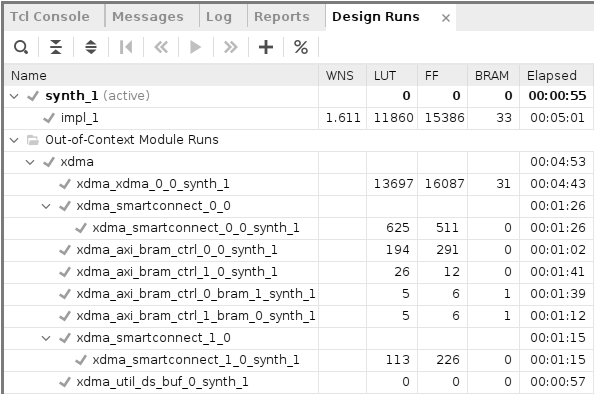 Tcl Console Messages Log Reports Design Runs ×
Name WNS LUT FF BRAM Elapsed
synth_1 (active) 0 0 0 00:00:55
impl_1 1.611 11860 15386 33 00:05:01
Out-of-Context Module Runs
xdma 00:04:53
xdma_xdma_0_0_synth_1 13697 16087 31 00:04:43
xdma_smartconnect_0_0 00:01:26
xdma_smartconnect_0_0_synth_1 625 511 0 00:01:26
xdma_axi_bram_ctrl_0_0_synth_1 194 291 0 00:01:02
xdma_axi_bram_ctrl_1_0_synth_1 26 12 0 00:01:41
xdma_axi_bram_ctrl_0_bram_1_synth_1 5 6 1 00:01:39
xdma_axi_bram_ctrl_1_bram_0_synth_1 5 6 1 00:01:12
xdma_smartconnect_1_0 00:01:15
xdma_smartconnect_1_0_synth_1 113 226 0 00:01:15
xdma_util_ds_buf_0_synth_1 0 0 0 00:00:57